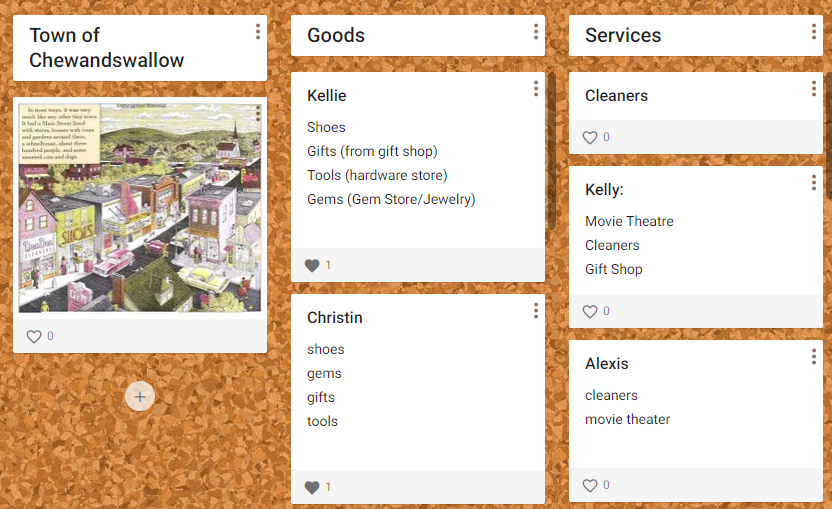 Town of
Chewandswallow
In most ways, it was very
much like any other tiny town.
It had a Main Street lined
with stores, houses with trees
and gardens around them,
a schoolhouse, about three
hundred people, and some
assorted cats and dogs.
CLEANERS
SHOES
GEM
0
+
Goods
Kellie
Shoes
Gifts (from gift shop)
Tools (hardware store)
Gems (Gem Store/Jewelry)
1
Christin
shoes
gems
gifts
tools
1
Services
Cleaners
0
Kelly:
Movie Theatre
Cleaners
Gift Shop
0
Alexis
cleaners
movie theater
0